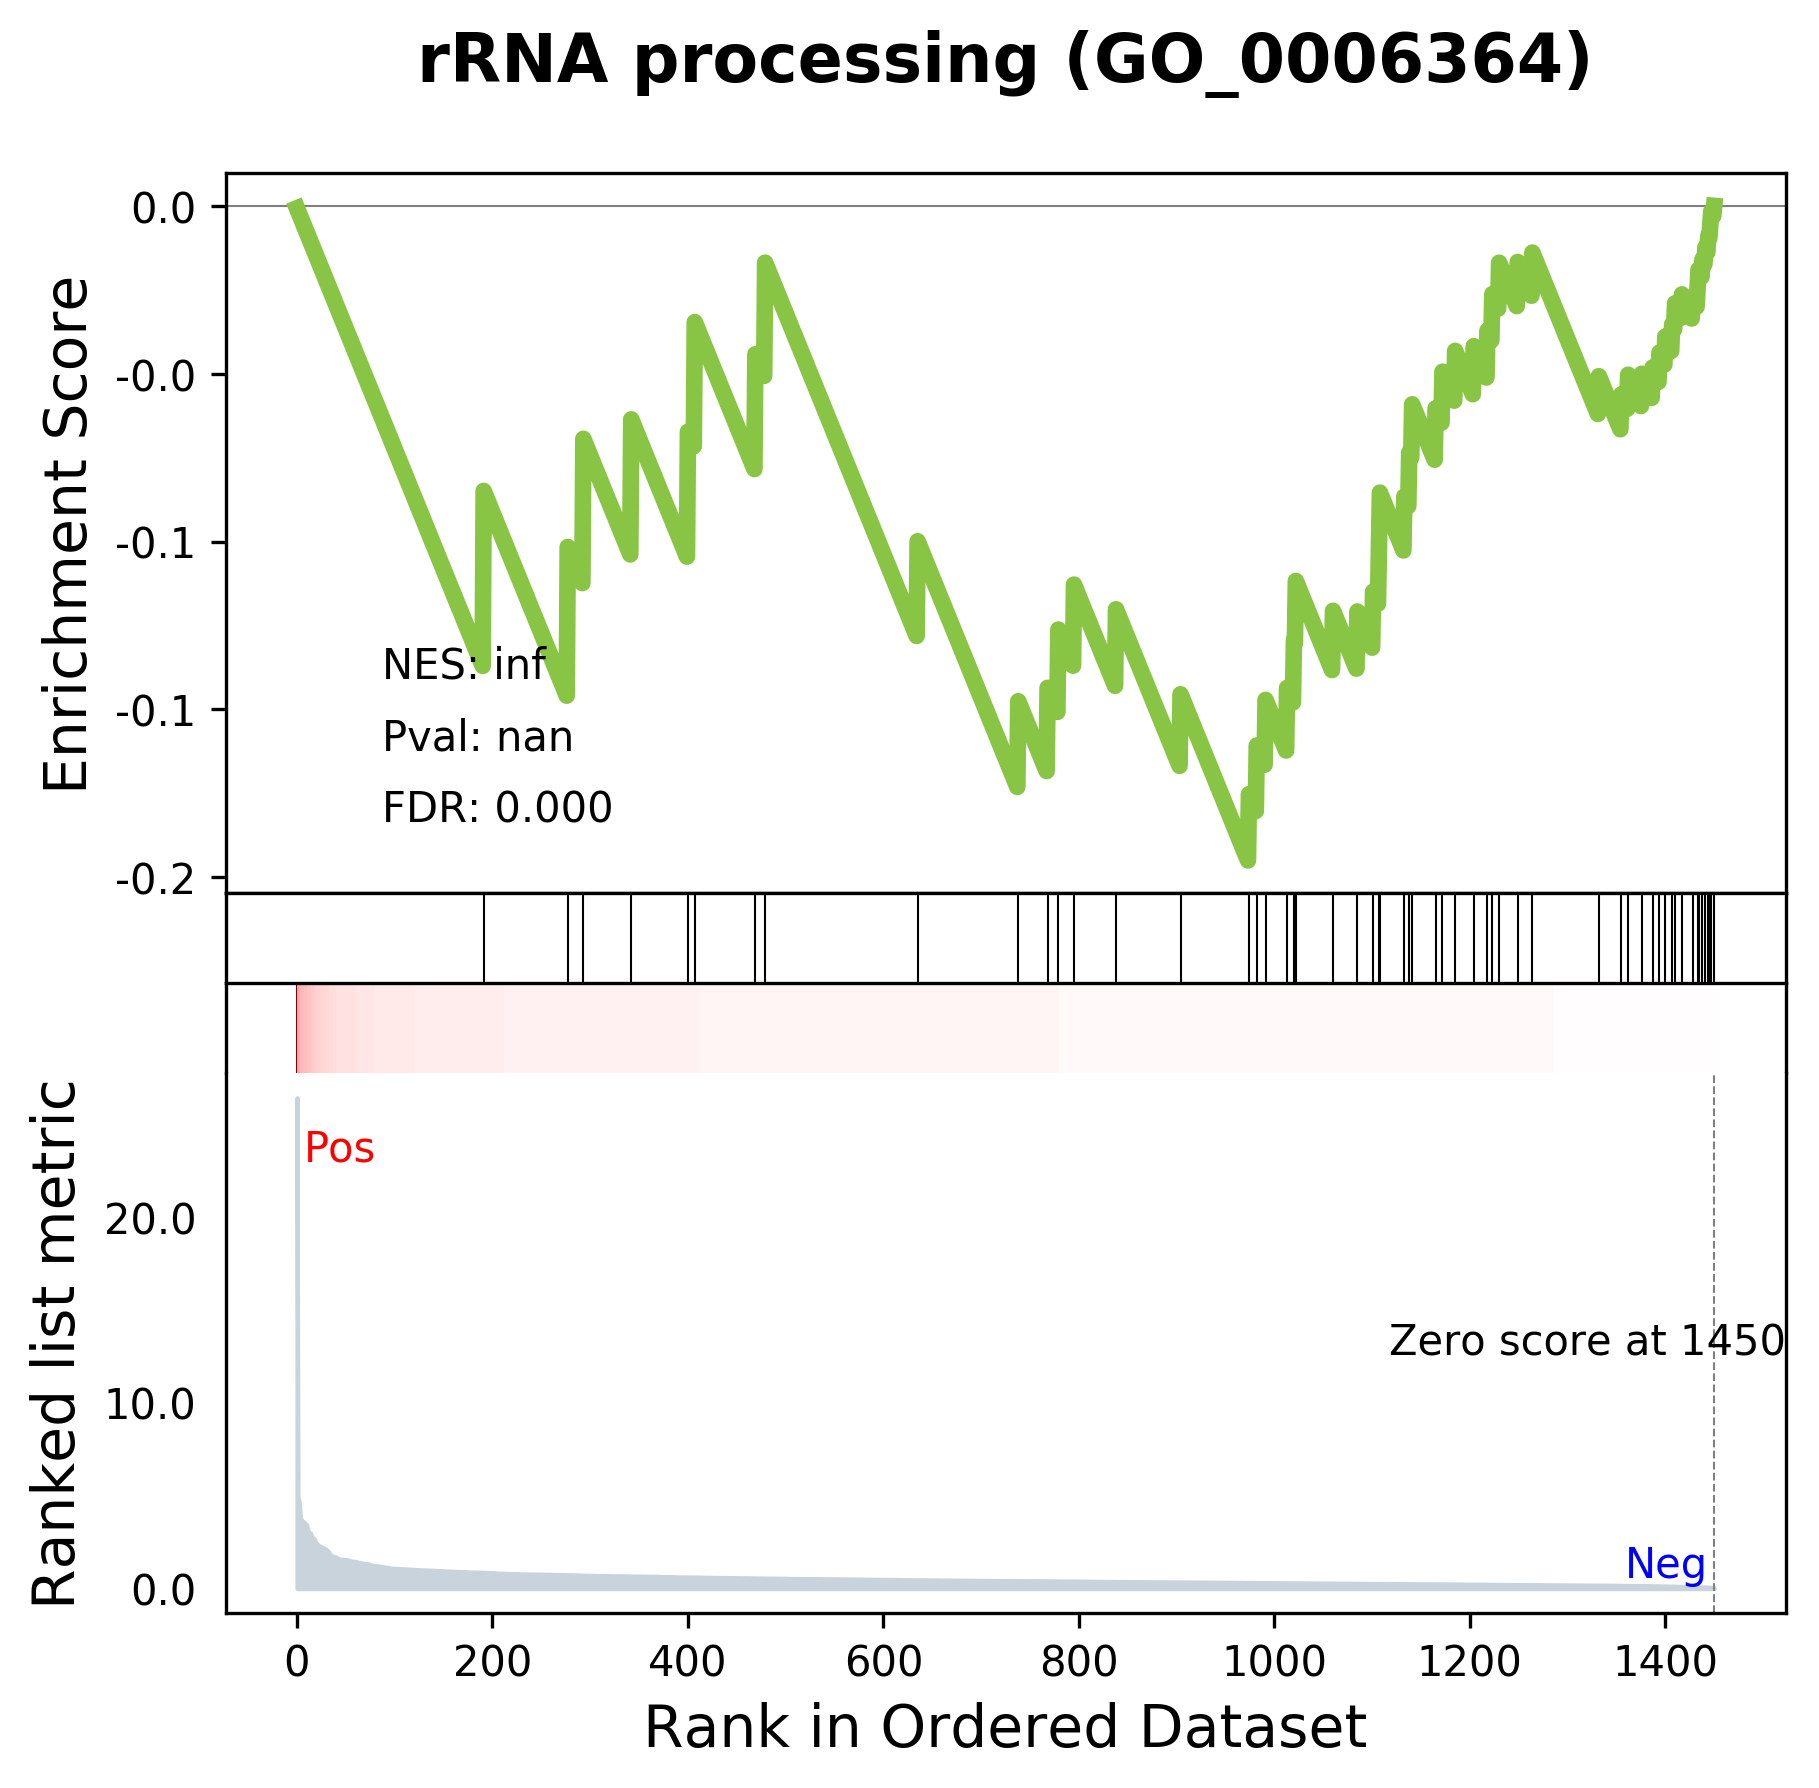 rRNA processing (GO_0006364)
Enrichment Score
0.0
-0.0
-0.1
-0.1
-0.2
NES: inf
Pval: nan
FDR: 0.000
Ranked list metric
Pos
20.0
10.0
0.0
Zero score at 1450
Neg
0 200 400 600 800 1000 1200 1400
Rank in Ordered Dataset